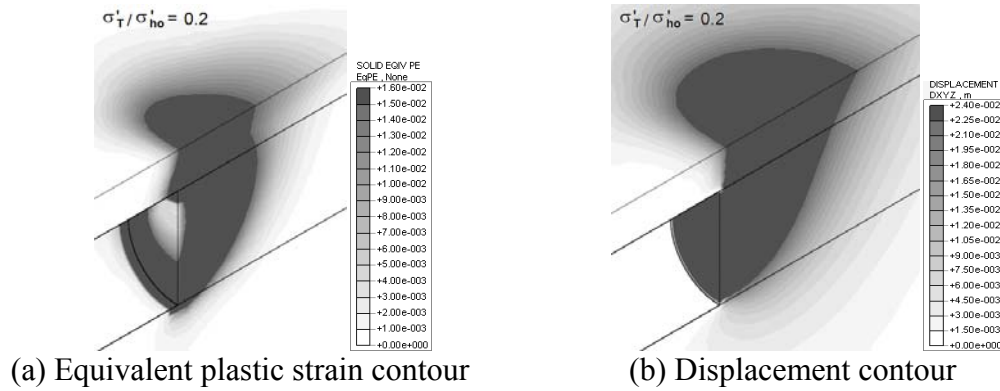 σ'T/σ'ho = 0.2
SOLID EQIV PE
EqPE , None
+1.60e-002
+1.50e-002
+1.40e-002
+1.30e-002
+1.20e-002
+1.10e-002
+1.00e-002
+9.00e-003
+8.00e-003
+7.00e-003
+6.00e-003
+5.00e-003
+4.00e-003
+3.00e-003
+2.00e-003
+1.00e-003
+0.00e+000
(a) Equivalent plastic strain contour
σ'T/σ'ho = 0.2
DISPLACEMENT
DXYZ , m
+2.40e-002
+2.25e-002
+2.10e-002
+1.95e-002
+1.80e-002
+1.65e-002
+1.50e-002
+1.35e-002
+1.20e-002
+1.05e-002
+9.00e-003
+7.50e-003
+6.00e-003
+4.50e-003
+3.00e-003
+1.50e-003
+0.00e+000
(b) Displacement contour